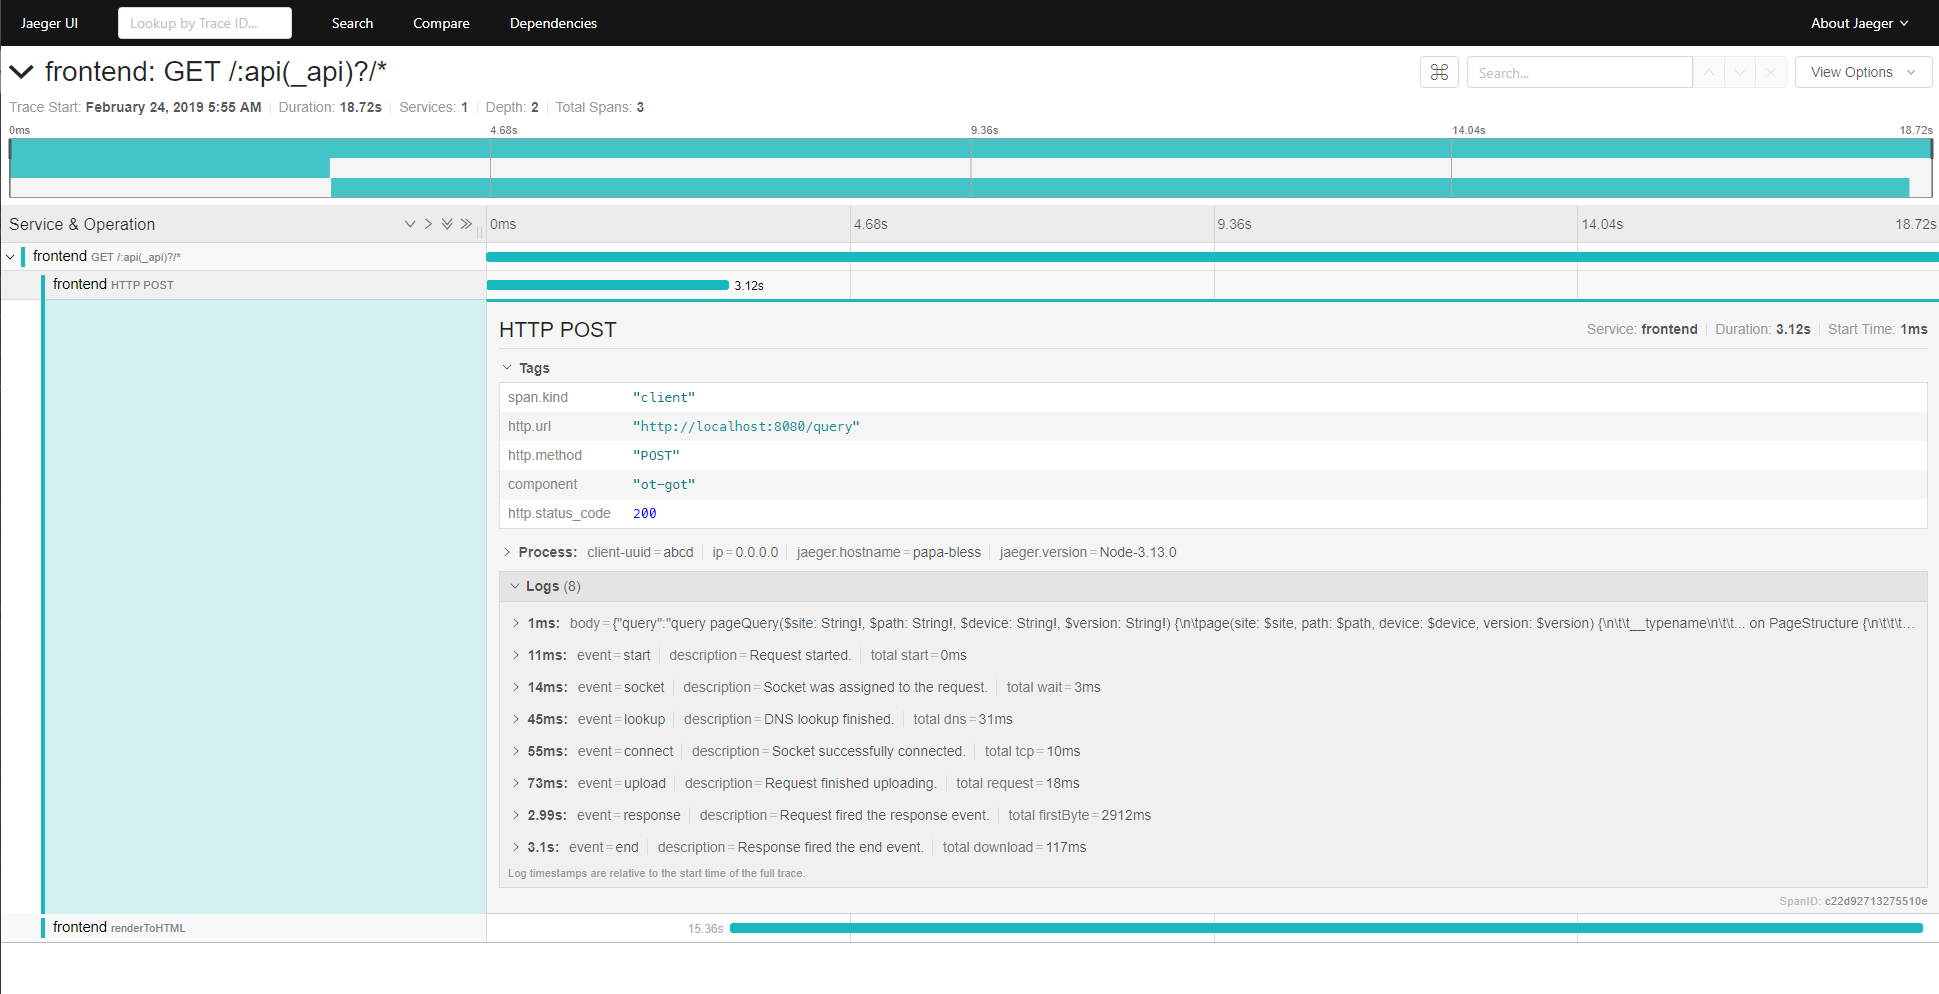 Jaeger UI Lookup by Trace ID... Search Compare Dependencies About Jaeger
frontend: GET /:api(_api)?/* ⌘ Search... View Options
Trace Start: February 24, 2019 5:55 AM Duration: 18.72s Services: 1 Depth: 2 Total Spans: 3
0ms 4.68s 9.36s 14.04s 18.72s
Service & Operation 0ms 4.68s 9.36s 14.04s 18.72s
frontend GET /:api(_api)?/*
frontend HTTP POST 3.12s
HTTP POST Service: frontend Duration: 3.12s Start Time: 1ms
Tags
span.kind "client"
http.url "http://localhost:8080/query"
http.method "POST"
component "ot-got"
http.status_code 200
Process: client-uuid = abcd ip = 0.0.0.0 jaeger.hostname = papa-bless jaeger.version = Node-3.13.0
Logs (8)
1ms: body = {"query":"query pageQuery($site: String!, $path: String!, $device: String!, $version: String!) {\n\tpage(site: $site, path: $path, device: $device, version: $version) {\n\t\t__typename\n\t\t... on PageStructure {\n\t\t\t...
11ms: event = start description = Request started. total start = 0ms
14ms: event = socket description = Socket was assigned to the request. total wait = 3ms
45ms: event = lookup description = DNS lookup finished. total dns = 31ms
55ms: event = connect description = Socket successfully connected. total tcp = 10ms
73ms: event = upload description = Request finished uploading. total request = 18ms
2.99s: event = response description = Request fired the response event. total firstByte = 2912ms
3.1s: event = end description = Response fired the end event. total download = 117ms
Log timestamps are relative to the start time of the full trace.
SpanID: c22d92713275510e
frontend renderToHTML 15.36s